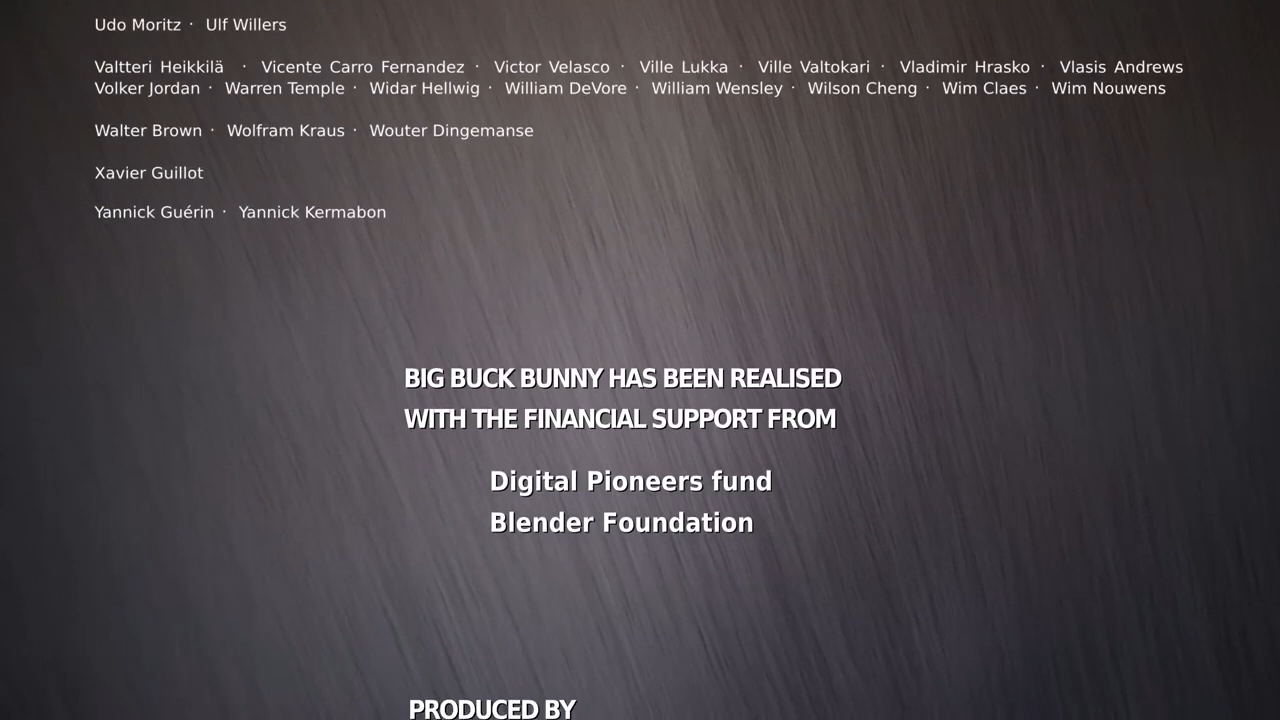 Udo Moritz · Ulf Willers
Valtteri Heikkilä · Vicente Carro Fernandez · Victor Velasco · Ville Lukka · Ville Valtokari · Vladimir Hrasko · Vlasis Andrews
Volker Jordan · Warren Temple · Widar Hellwig · William DeVore · William Wensley · Wilson Cheng · Wim Claes · Wim Nouwens
Walter Brown · Wolfram Kraus · Wouter Dingemanse
Xavier Guillot
Yannick Guérin · Yannick Kermabon
BIG BUCK BUNNY HAS BEEN REALISED
WITH THE FINANCIAL SUPPORT FROM
Digital Pioneers fund
Blender Foundation
PRODUCED BY